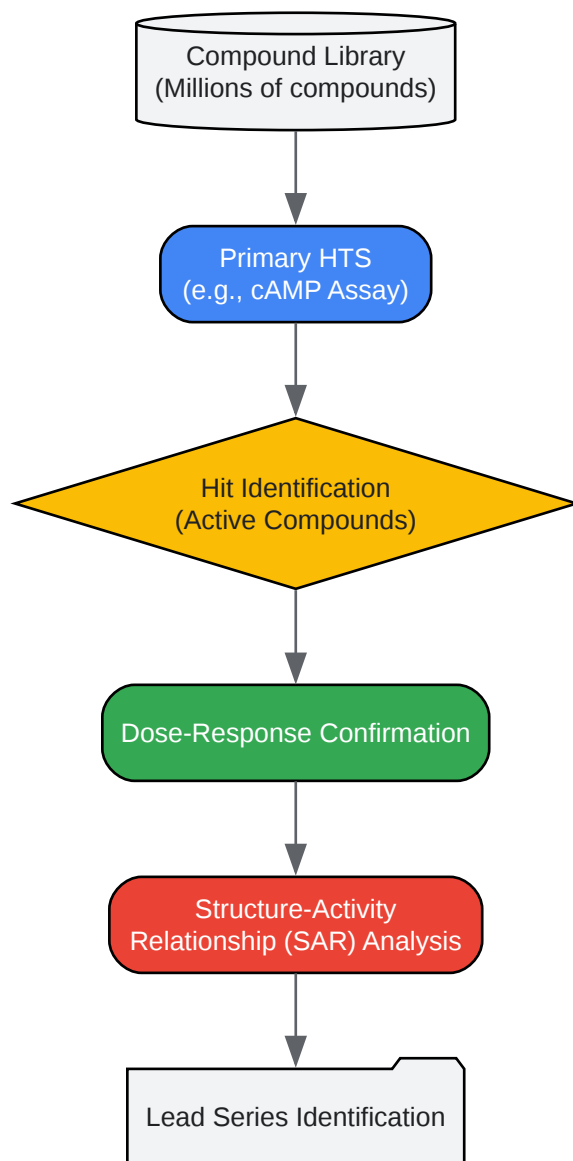 Compound Library
(Millions of compounds)
Primary HTS
(e.g., cAMP Assay)
Hit Identification
(Active Compounds)
Dose-Response Confirmation
Structure-Activity
Relationship (SAR) Analysis
Lead Series Identification